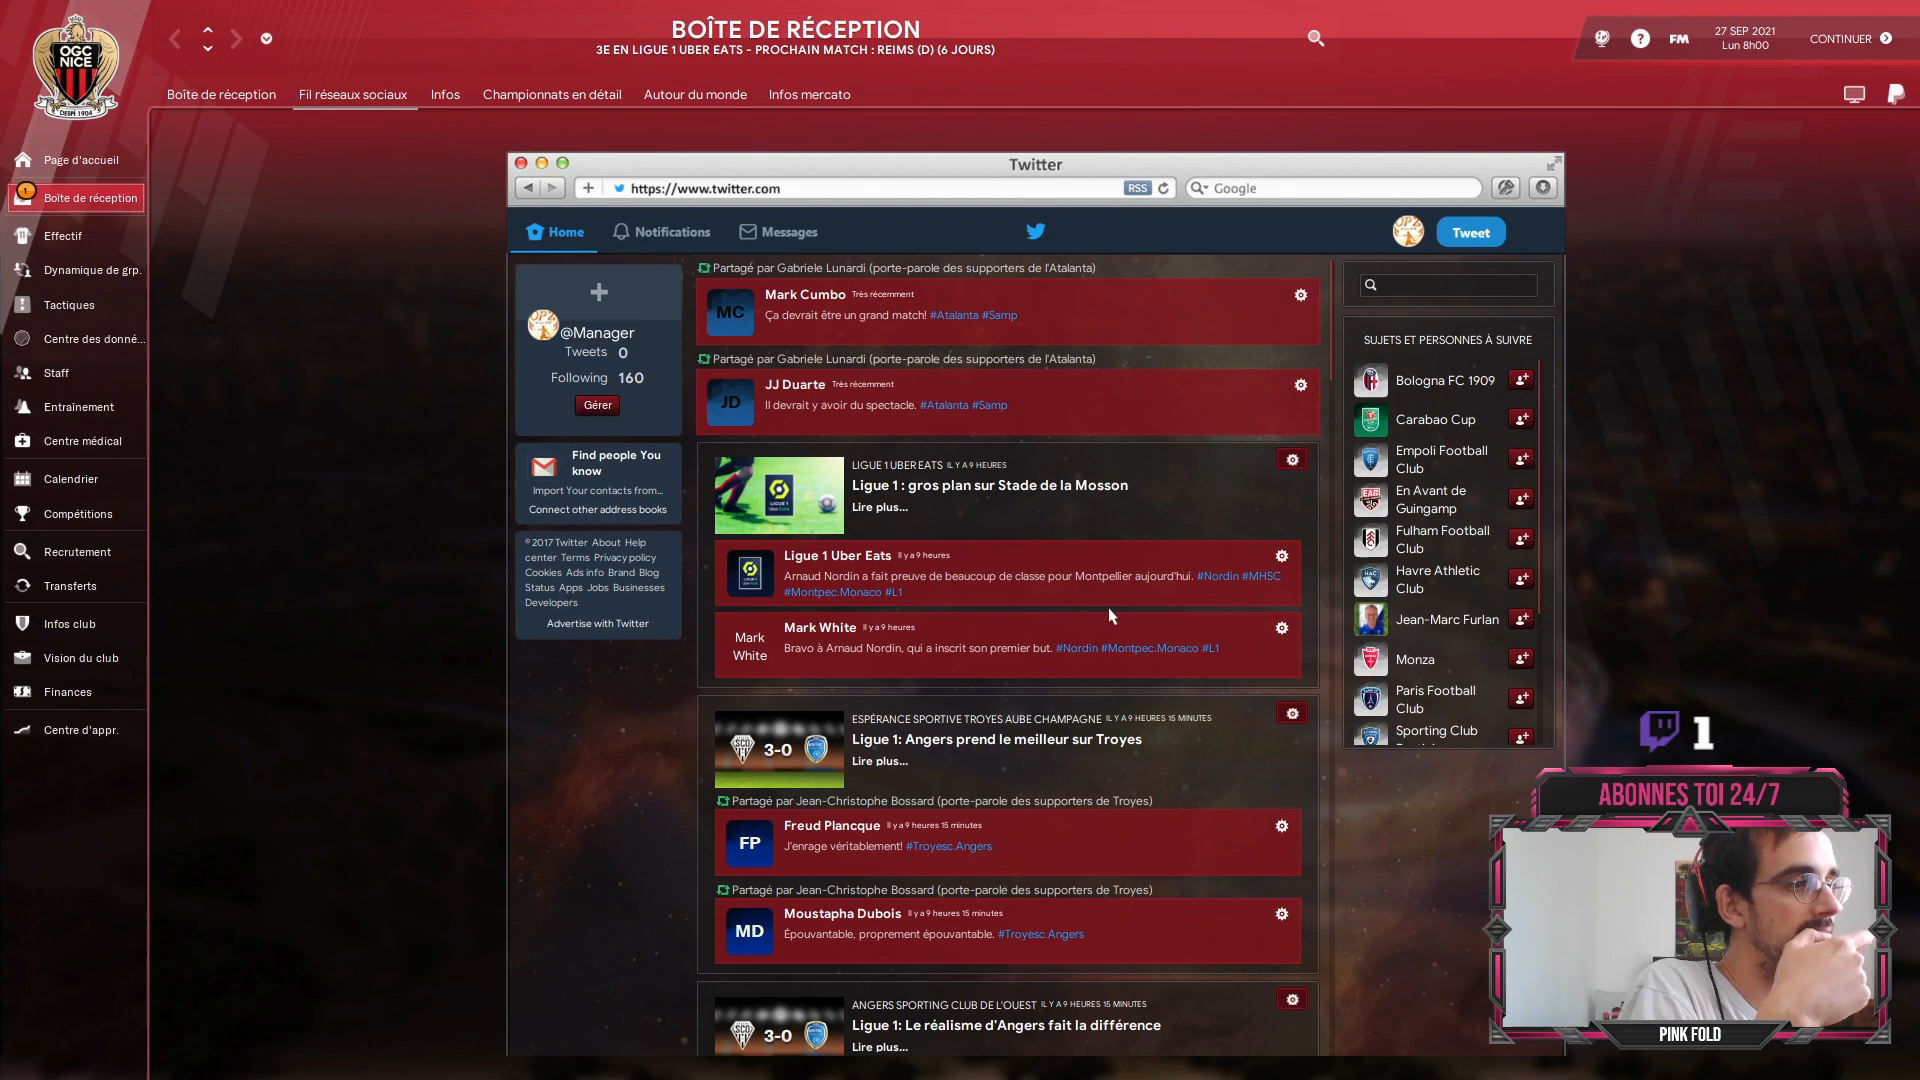 BOÎTE DE RÉCEPTION
3E EN LIGUE 1 UBER EATS - PROCHAIN MATCH : REIMS (D) (6 JOURS)
FM
27 SEP 2021
Lun 8h00
CONTINUER
OGC
NICE
DESPI 1904
Boîte de réception
Fil réseaux sociaux
Infos
Championnats en détail
Autour du monde
Infos mercato
Page d'accueil
1
Boîte de réception
Effectif
Dynamique de grp.
Tactiques
Centre des donné...
Staff
Entraînement
Centre médical
Calendrier
Compétitions
Recrutement
Transferts
Infos club
Vision du club
Finances
Centre d'appr.
Twitter
https://www.twitter.com
RSS
Google
Home
Notifications
Messages
Tweet
@Manager
Tweets 0
Following 160
Gérer
Find people You
know
Import Your contacts from...
Connect other address books
© 2017 Twitter About Help
center Terms Privacy policy
Cookies Ads info Brand Blog
Status Apps Jobs Businesses
Developers
Advertise with Twitter
Partagé par Gabriele Lunardi (porte-parole des supporters de l'Atalanta)
MC
Mark Cumbo Très récemment
Ça devrait être un grand match! #Atalanta #Samp
Partagé par Gabriele Lunardi (porte-parole des supporters de l'Atalanta)
JD
JJ Duarte Très récemment
Il devrait y avoir du spectacle. #Atalanta #Samp
LIGUE 1 UBER EATS IL Y A 9 HEURES
Ligue 1 : gros plan sur Stade de la Mosson
Lire plus...
Ligue 1 Uber Eats Il y a 9 heures
Arnaud Nordin a fait preuve de beaucoup de classe pour Montpellier aujourd'hui. #Nordin #MHSC
#Montpec.Monaco #L1
Mark
White
Mark White Il y a 9 heures
Bravo à Arnaud Nordin, qui a inscrit son premier but. #Nordin #Montpec.Monaco #L1
3-0
ESPÉRANCE SPORTIVE TROYES AUBE CHAMPAGNE IL Y A 9 HEURES 15 MINUTES
Ligue 1: Angers prend le meilleur sur Troyes
Lire plus...
Partagé par Jean-Christophe Bossard (porte-parole des supporters de Troyes)
FP
Freud Plancque Il y a 9 heures 15 minutes
J'enrage véritablement! #Troyesc.Angers
Partagé par Jean-Christophe Bossard (porte-parole des supporters de Troyes)
MD
Moustapha Dubois Il y a 9 heures 15 minutes
Épouvantable, proprement épouvantable. #Troyesc.Angers
3-0
ANGERS SPORTING CLUB DE L'OUEST IL Y A 9 HEURES 15 MINUTES
Ligue 1: Le réalisme d'Angers fait la différence
Lire plus...
SUJETS ET PERSONNES À SUIVRE
Bologna FC 1909
Carabao Cup
Empoli Football
Club
En Avant de
Guingamp
Fulham Football
Club
Havre Athletic
Club
Jean-Marc Furlan
Monza
Paris Football
Club
Sporting Club
1
ABONNES TOI 24/7
PINK FOLD